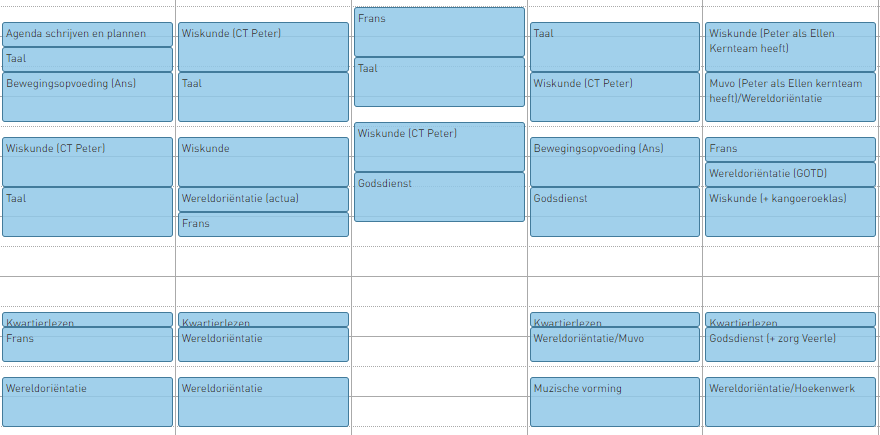 Agenda schrijven en plannen
Taal
Bewegingsopvoeding (Ans)
Wiskunde (CT Peter)
Taal
Kwartierlezen
Frans
Wereldoriëntatie
Wiskunde (CT Peter)
Taal
Wiskunde
Wereldoriëntatie (actua)
Frans
Kwartierlezen
Wereldoriëntatie
Wereldoriëntatie
Frans
Taal
Wiskunde (CT Peter)
Godsdienst
Taal
Wiskunde (CT Peter)
Bewegingsopvoeding (Ans)
Godsdienst
Kwartierlezen
Wereldoriëntatie/Muvo
Muzische vorming
Wiskunde (Peter als Ellen
Kernteam heeft)
Muvo (Peter als Ellen kernteam
heeft)/Wereldoriëntatie
Frans
Wereldoriëntatie (GOTD)
Wiskunde (+ kangoeroeklas)
Kwartierlezen
Godsdienst (+ zorg Veerle)
Wereldoriëntatie/Hoekenwerk